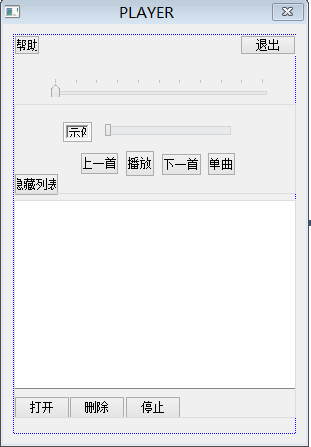 PLAYER
帮助 退出
上一首 播放 下一首 单曲
隐藏列表
打开 删除 停止